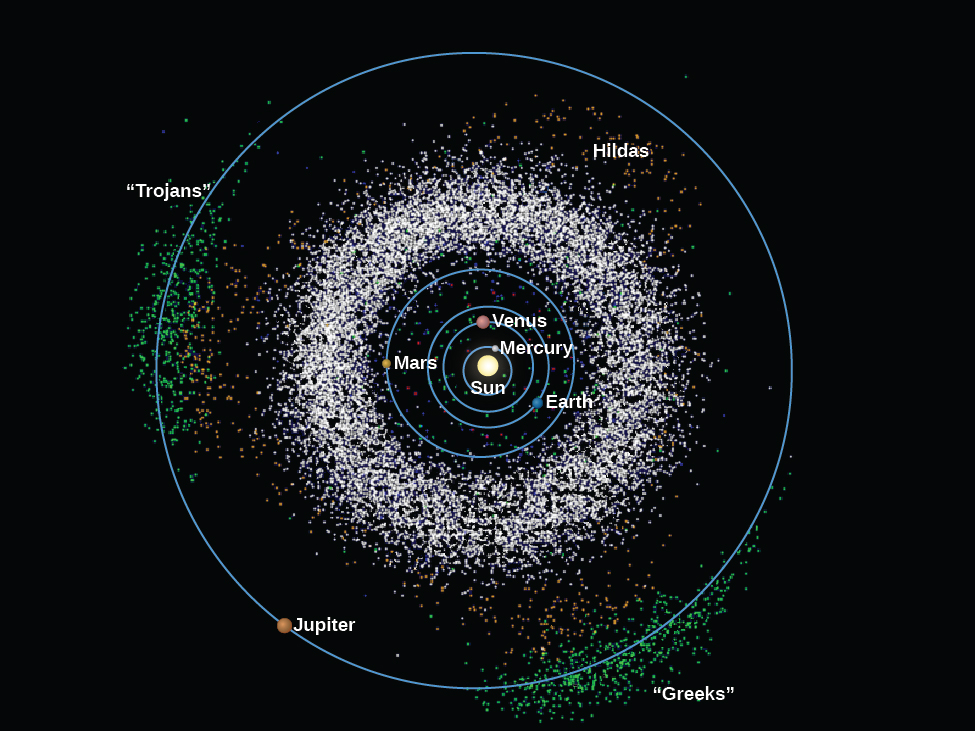 Hildas
“Trojans”
Venus
Mercury
Mars
Sun
Earth
Jupiter
“Greeks”